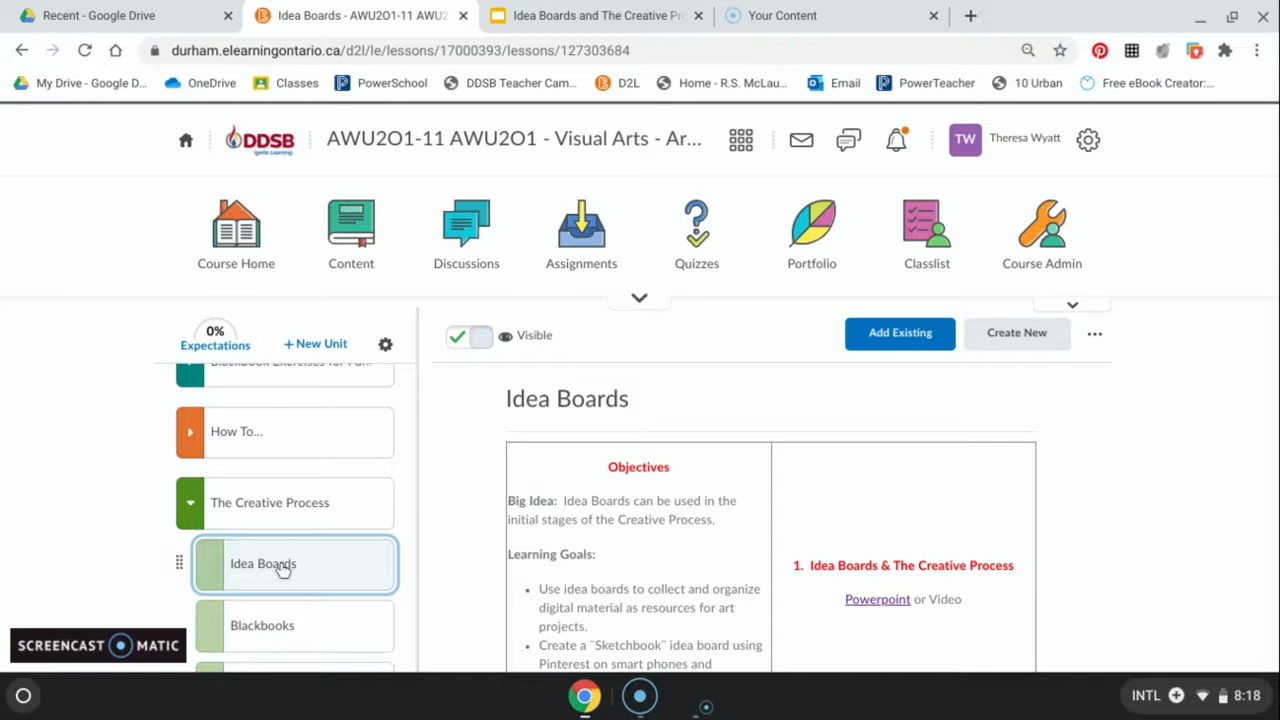 Recent - Google Drive
Idea Boards - AWU2O1-11 AWU2
Idea Boards and The Creative Pr
Your Content
durham.elearningontario.ca/d2l/le/lessons/17000393/lessons/127303684
My Drive - Google D...
OneDrive
Classes
PowerSchool
DDSB Teacher Cam...
D2L
Home - R.S. McLau...
Email
PowerTeacher
10 Urban
Free eBook Creator:...
DDSB
Ignite Learning
AWU2O1-11 AWU2O1 - Visual Arts - Ar...
TW
Theresa Wyatt
Course Home
Content
Discussions
Assignments
Quizzes
Portfolio
Classlist
Course Admin
0%
Expectations
+ New Unit
Visible
Add Existing
Create New
How To...
The Creative Process
Idea Boards
Blackbooks
Idea Boards
Objectives
Big Idea: Idea Boards can be used in the
initial stages of the Creative Process.
Learning Goals:
• Use idea boards to collect and organize
digital material as resources for art
projects.
• Create a ¨Sketchbook¨ idea board using
Pinterest on smart phones and
1. Idea Boards & The Creative Process
Powerpoint or Video
SCREENCAST MATIC
INTL
8:18